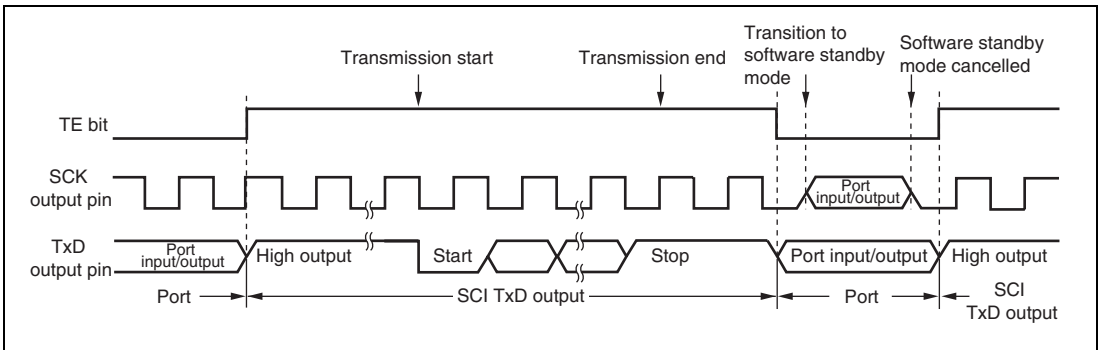 Transmission start
Transmission end
Transition to
software standby
mode
Software standby
mode cancelled
TE bit
SCK
output pin
Port
input/output
TxD
output pin
Port
input/output
High output
Start
Stop
Port input/output
High output
Port
SCI TxD output
Port
SCI
TxD output